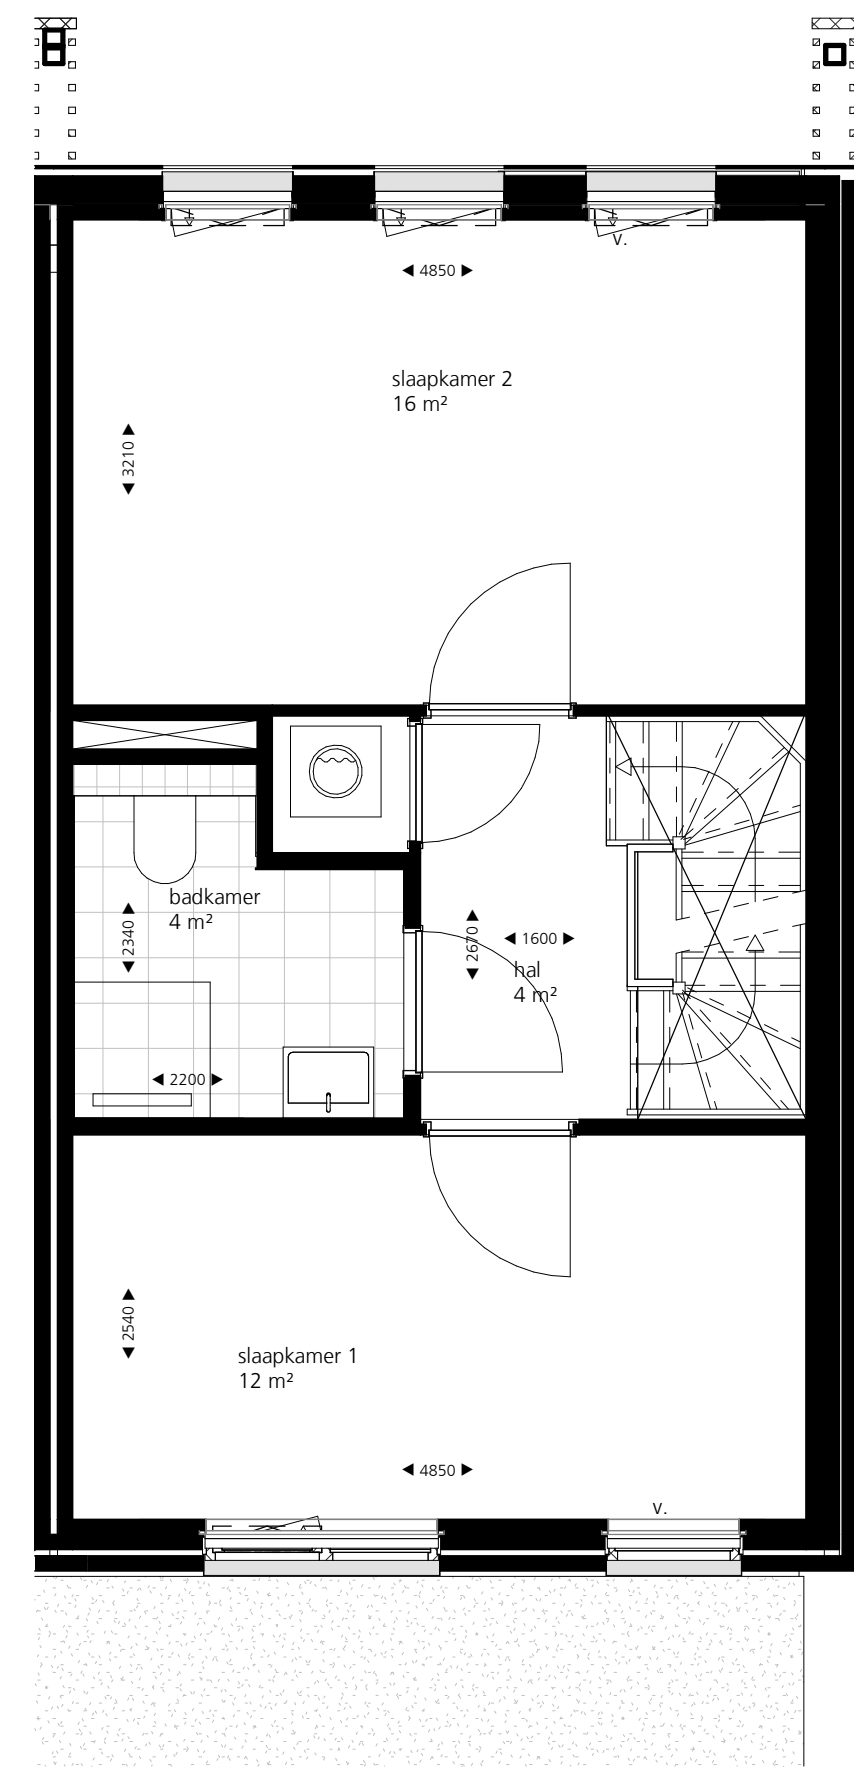 v.
4850
slaapkamer 2
16 m²
3210
badkamer
4 m²
2340
2670
1600
hal
4 m²
2200
2540
slaapkamer 1
12 m²
4850
v.